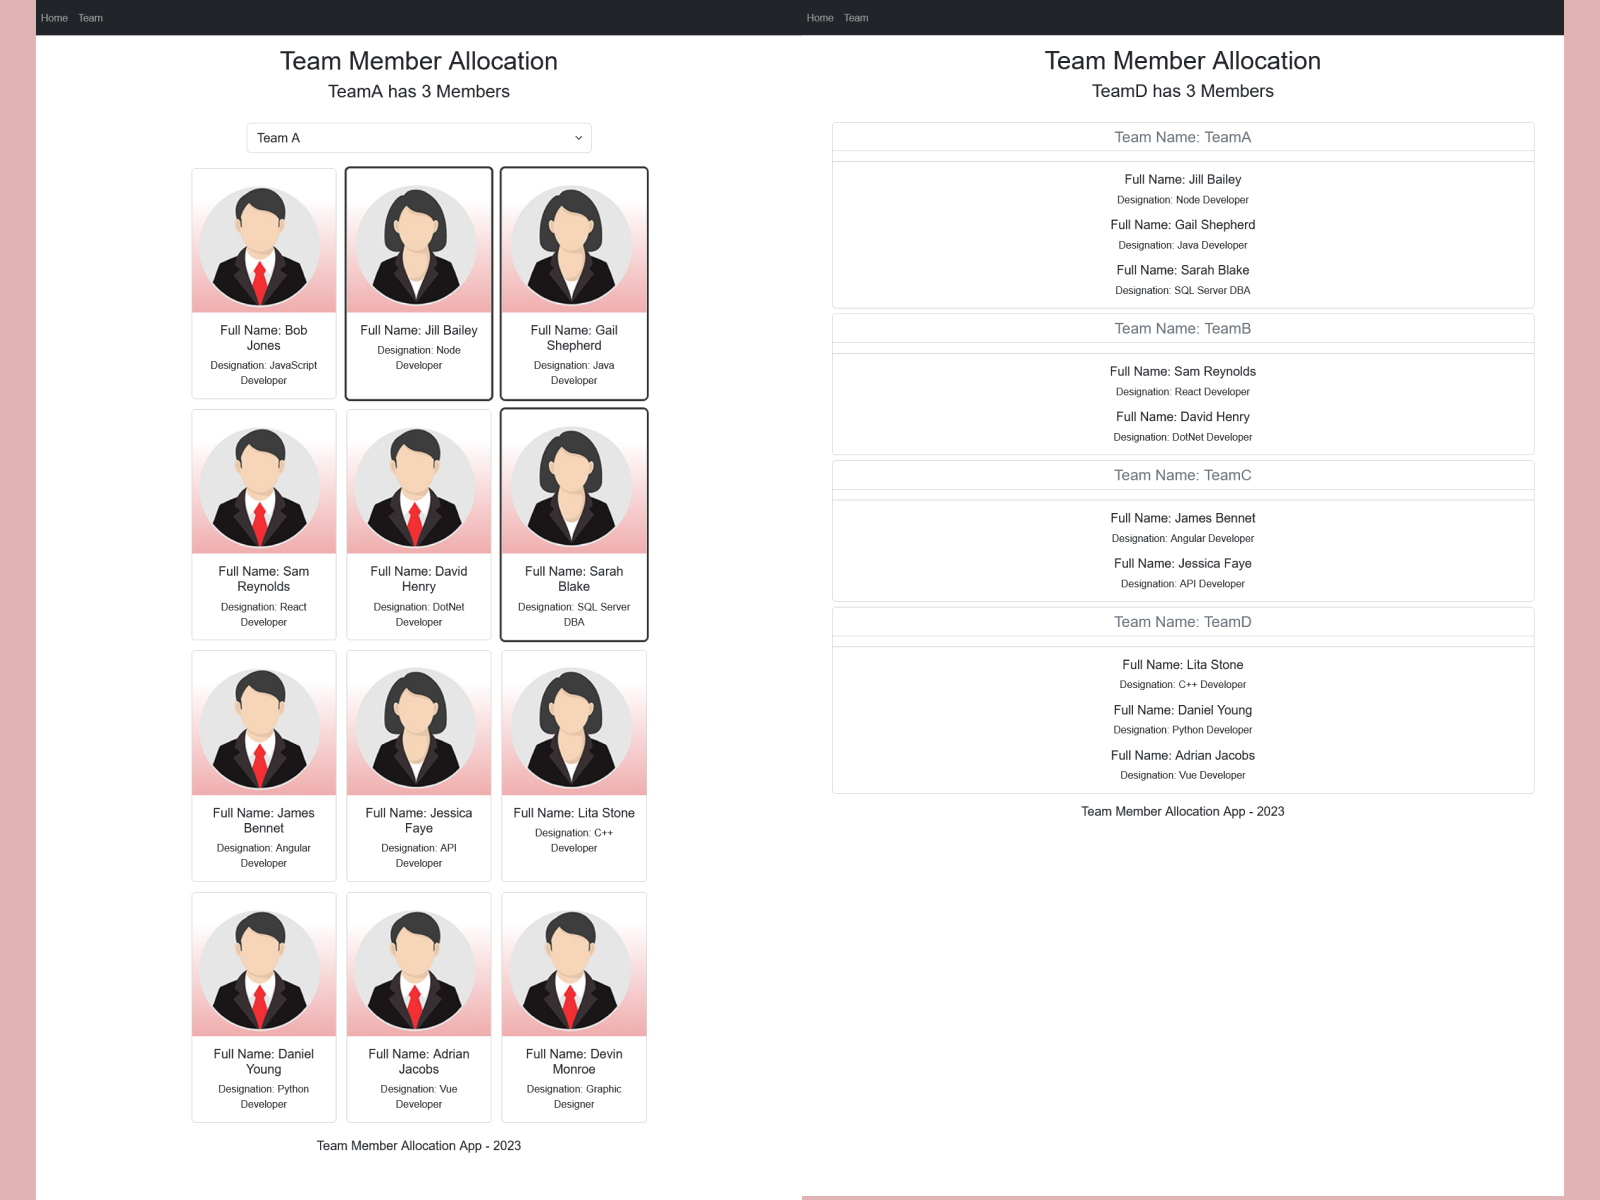 Home Team
Team Member Allocation
TeamA has 3 Members
Team A
Full Name: Bob
Jones
Designation: JavaScript
Developer
Full Name: Jill Bailey
Designation: Node
Developer
Full Name: Gail
Shepherd
Designation: Java
Developer
Full Name: Sam
Reynolds
Designation: React
Developer
Full Name: David
Henry
Designation: DotNet
Developer
Full Name: Sarah
Blake
Designation: SQL Server
DBA
Full Name: James
Bennet
Designation: Angular
Developer
Full Name: Jessica
Faye
Designation: API
Developer
Full Name: Lita Stone
Designation: C++
Developer
Full Name: Daniel
Young
Designation: Python
Developer
Full Name: Adrian
Jacobs
Designation: Vue
Developer
Full Name: Devin
Monroe
Designation: Graphic
Designer
Team Member Allocation App - 2023
Home Team
Team Member Allocation
TeamD has 3 Members
Team Name: TeamA
Full Name: Jill Bailey
Designation: Node Developer
Full Name: Gail Shepherd
Designation: Java Developer
Full Name: Sarah Blake
Designation: SQL Server DBA
Team Name: TeamB
Full Name: Sam Reynolds
Designation: React Developer
Full Name: David Henry
Designation: DotNet Developer
Team Name: TeamC
Full Name: James Bennet
Designation: Angular Developer
Full Name: Jessica Faye
Designation: API Developer
Team Name: TeamD
Full Name: Lita Stone
Designation: C++ Developer
Full Name: Daniel Young
Designation: Python Developer
Full Name: Adrian Jacobs
Designation: Vue Developer
Team Member Allocation App - 2023